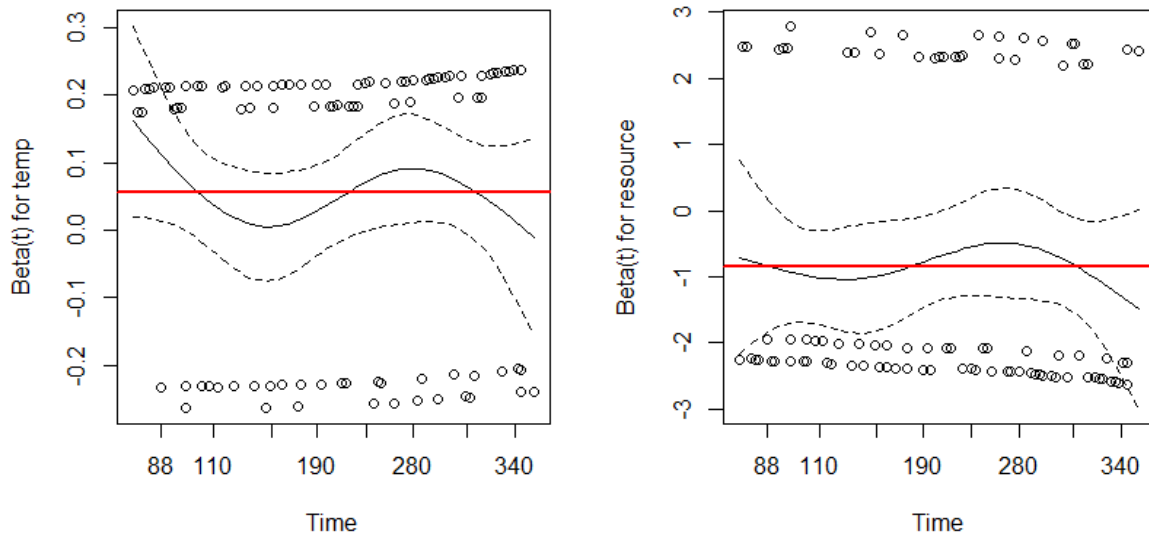 Beta(t) for temp
0.3
0.2
0.1
0.0
-0.1
-0.2
88 110 190 280 340
Time
Beta(t) for resource
3
2
1
0
-1
-2
-3
88 110 190 280 340
Time